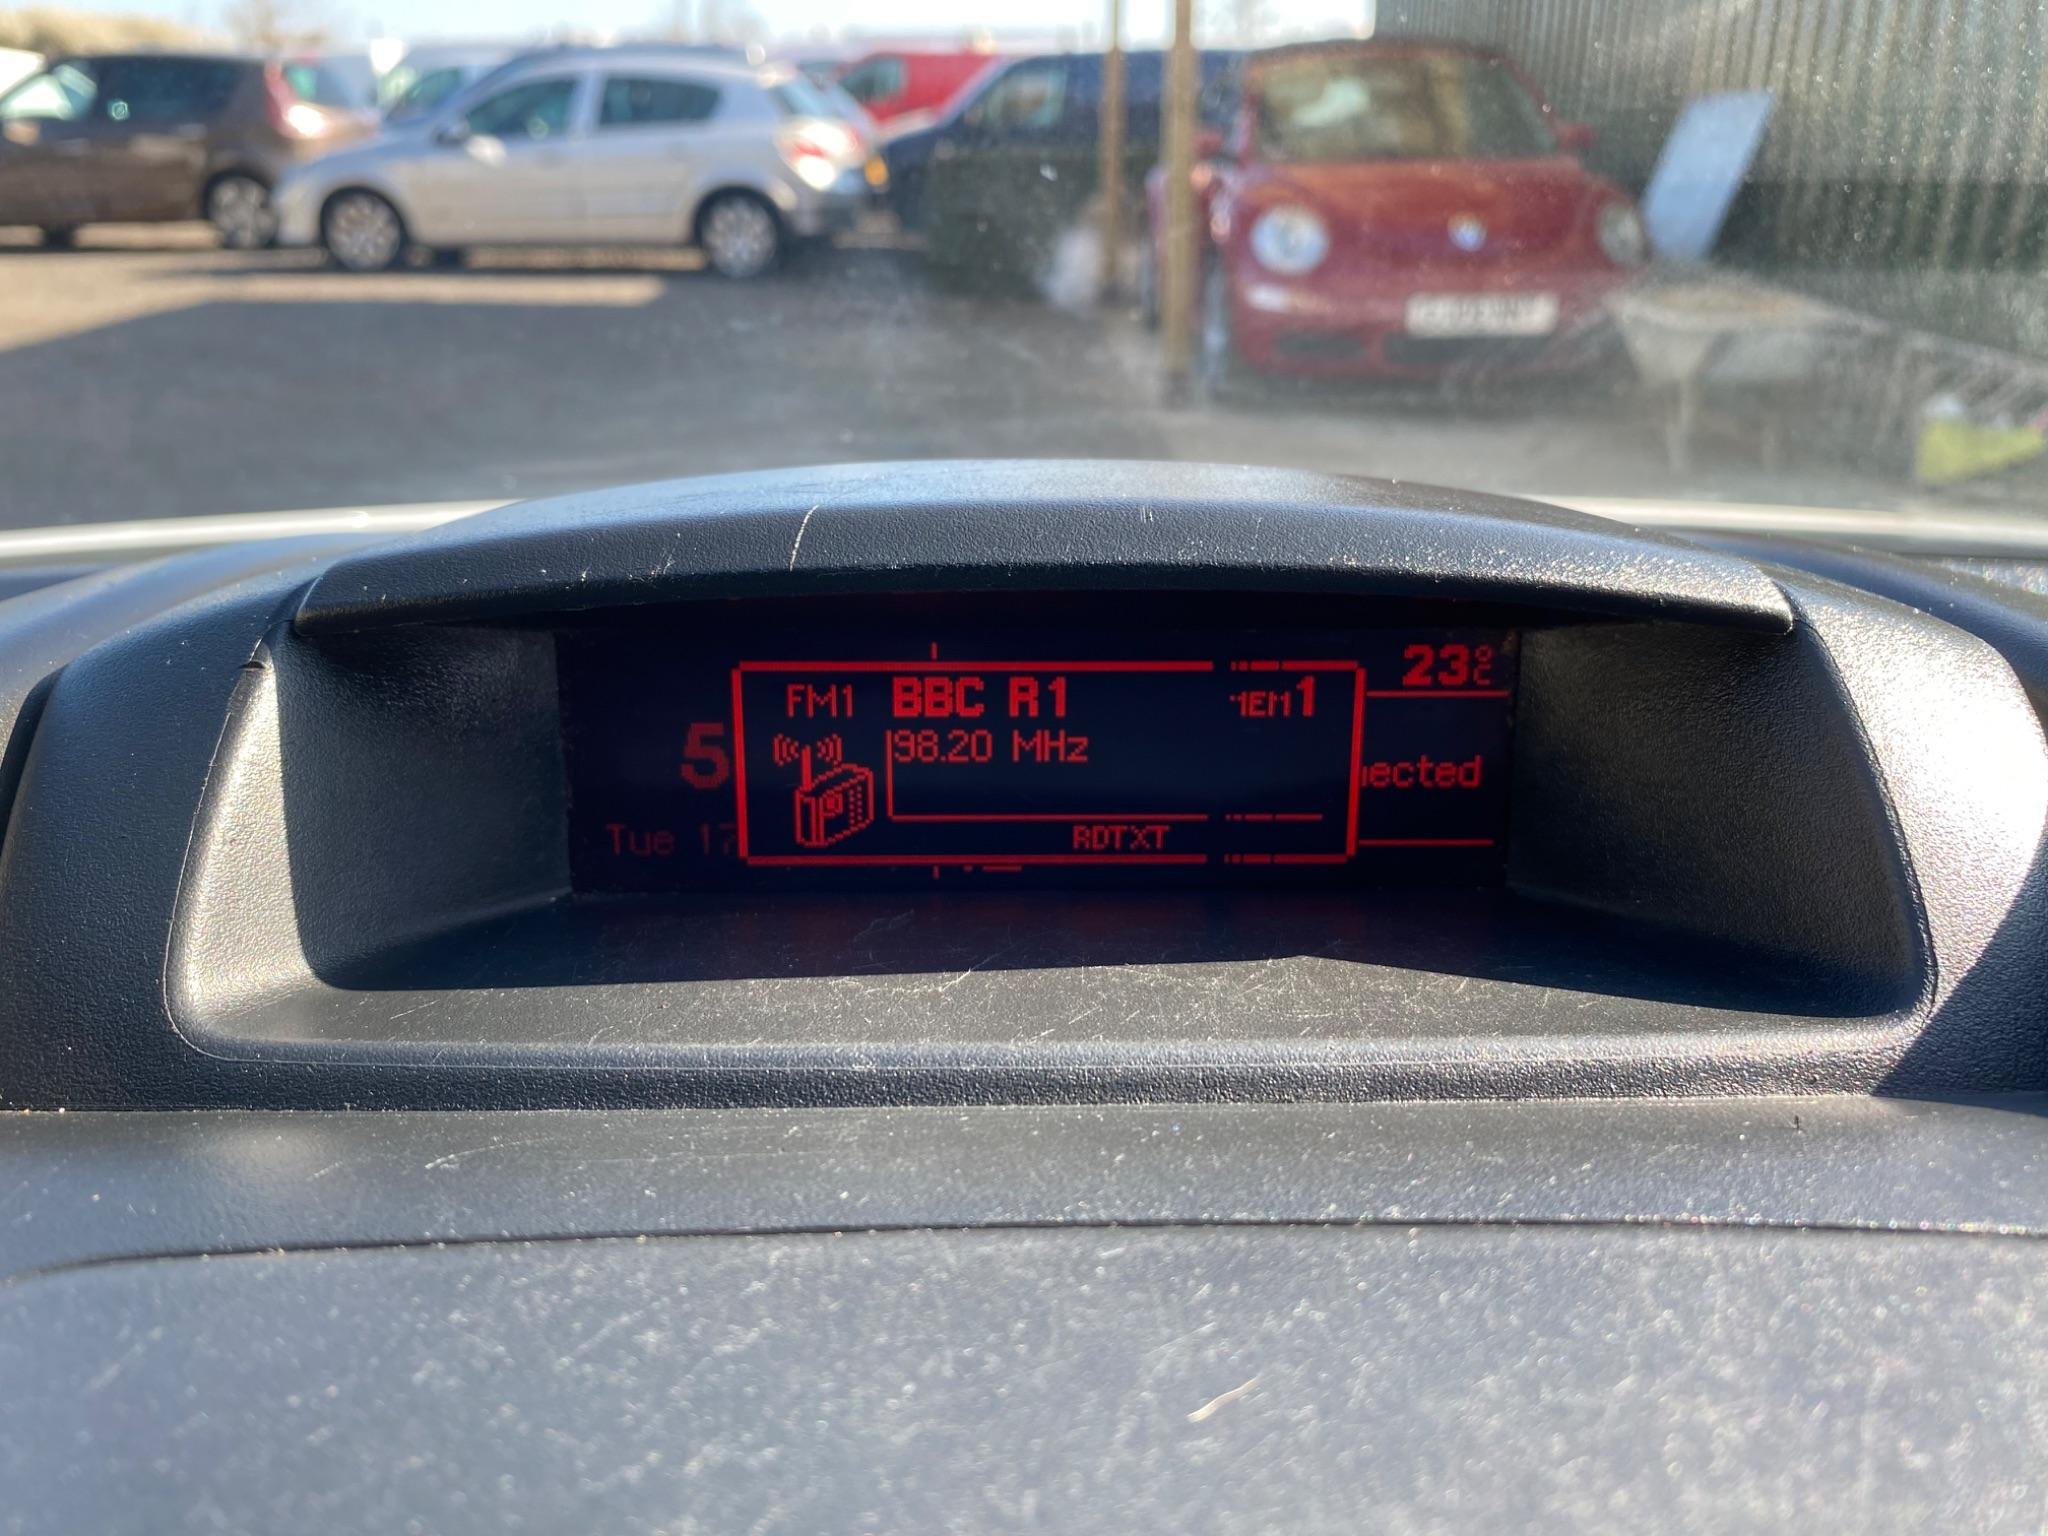 23°C
FM1 BBC R1 MEM1
98.20 MHz
5
ected
Tue 17
RDTXT